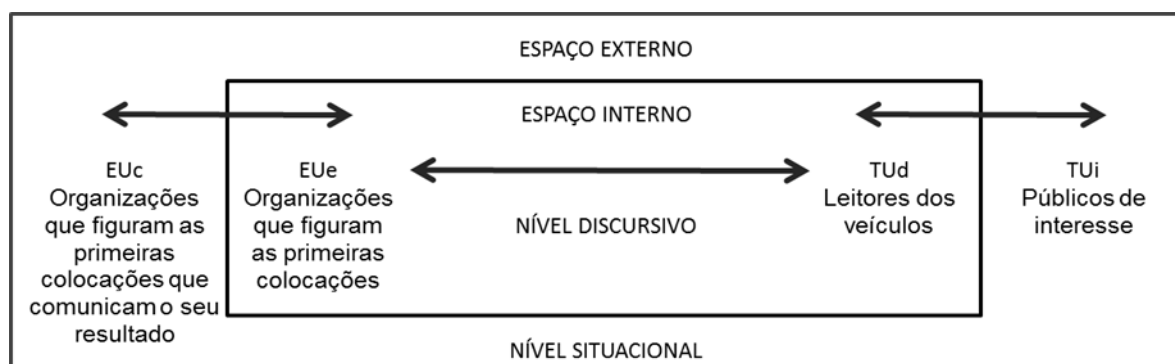 ESPAÇO EXTERNO
ESPAÇO INTERNO
EUc
Organizações
que figuram as
primeiras
colocações que
comunicam o seu
resultado
EUe
Organizações
que figuram
as primeiras
colocações
NÍVEL DISCURSIVO
TUd
Leitores dos
veículos
TUi
Públicos de
interesse
NÍVEL SITUACIONAL